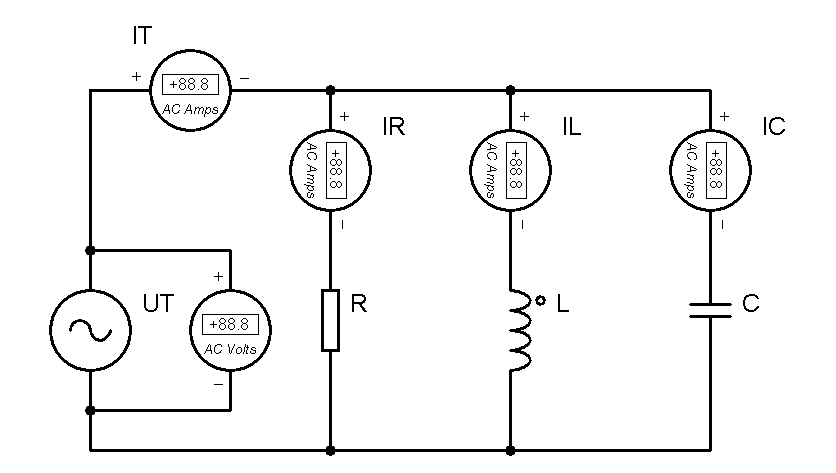 IT
+ −
+88.8
AC Amps
+
IR
+88.8
AC Amps
−
+
IL
+88.8
AC Amps
−
+
IC
+88.8
AC Amps
−
UT
+
+88.8
AC Volts
−
R
L
C